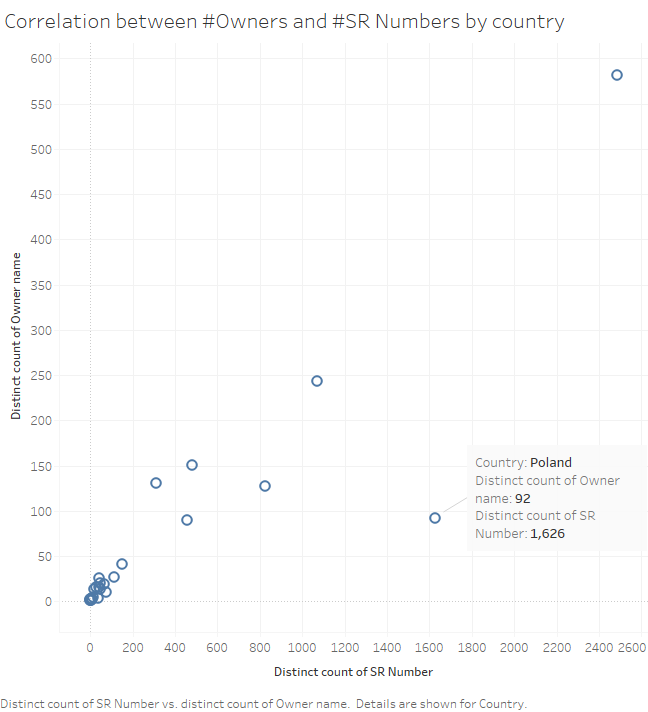 Correlation between #Owners and #SR Numbers by country
600
550
500
450
400
350
300
250
200
150
100
50
0
Distinct count of Owner name
Country: Poland
Distinct count of Owner
name: 92
Distinct count of SR
Number: 1,626
0 200 400 600 800 1000 1200 1400 1600 1800 2000 2200 2400 2600
Distinct count of SR Number
Distinct count of SR Number vs. distinct count of Owner name. Details are shown for Country.